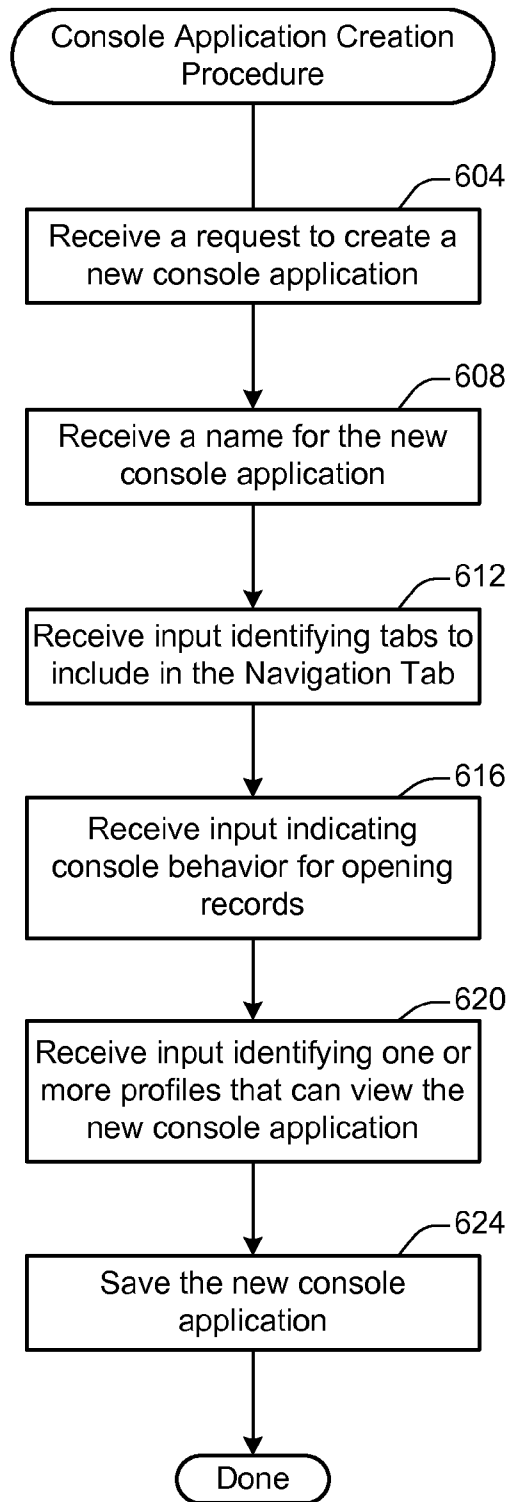 Console Application Creation
Procedure
604
Receive a request to create a
new console application
608
Receive a name for the new
console application
612
Receive input identifying tabs to
include in the Navigation Tab
616
Receive input indicating
console behavior for opening
records
620
Receive input identifying one or
more profiles that can view the
new console application
624
Save the new console
application
Done